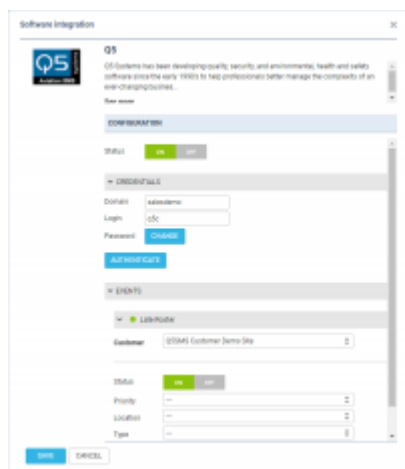 Software integration
Q5
Q5 Systems has been developing quality, security, and environmental, health and safety
software since the early 1990's to help professionals better manage the complexity of an
ever-changing busines...
See more
CONFIGURATION
Status ON OFF
CREDENTIALS
Domain salesdemo
Login q5c
Password CHANGE
AUTHENTICATE
EVENTS
Customer Q5SMS Customer Demo Site
Status ON OFF
Priority --
Location --
Type --
SAVE CANCEL